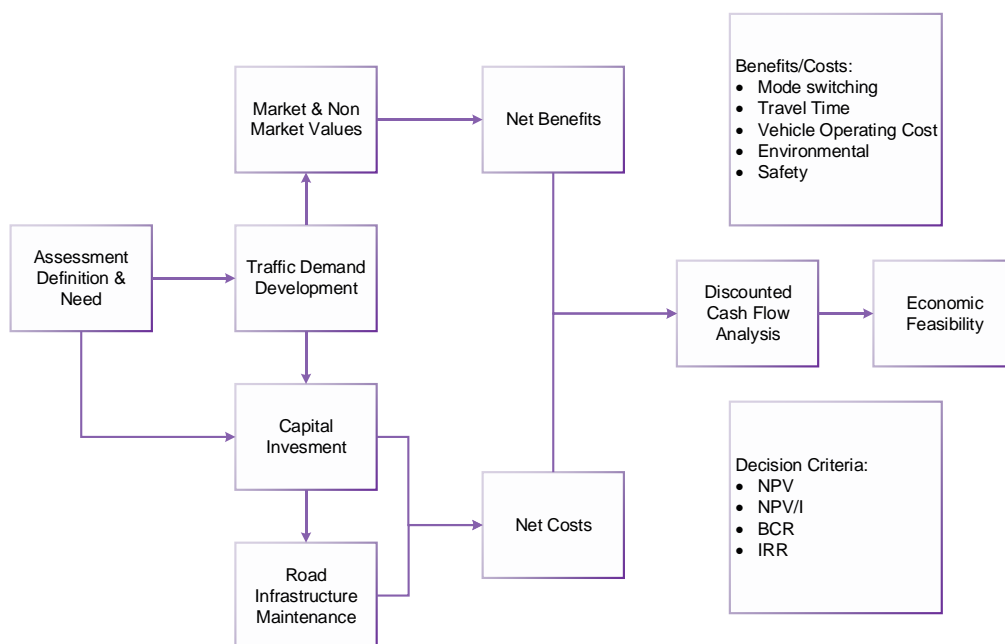 Market & Non
Market Values
Net Benefits
Benefits/Costs:
• Mode switching
• Travel Time
• Vehicle Operating Cost
• Environmental
• Safety
Assessment
Definition &
Need
Traffic Demand
Development
Discounted
Cash Flow
Analysis
Economic
Feasibility
Capital
Invesment
Net Costs
Decision Criteria:
• NPV
• NPV/I
• BCR
• IRR
Road
Infrastructure
Maintenance